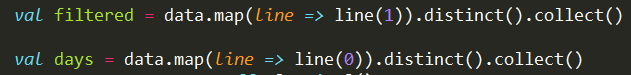 val filtered = data.map(line => line(1)).distinct().collect()
val days = data.map(line => line(0)).distinct().collect()